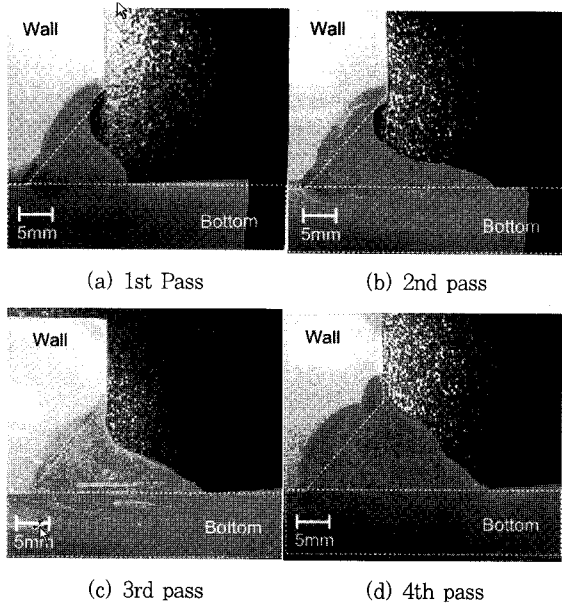 Wall
Wall
Bottom
5mm
Bottom
5mm
(a) 1st Pass
(b) 2nd pass
Wall
Wall
Bottom
5mm
Bottom
5mm
(c) 3rd pass
(d) 4th pass